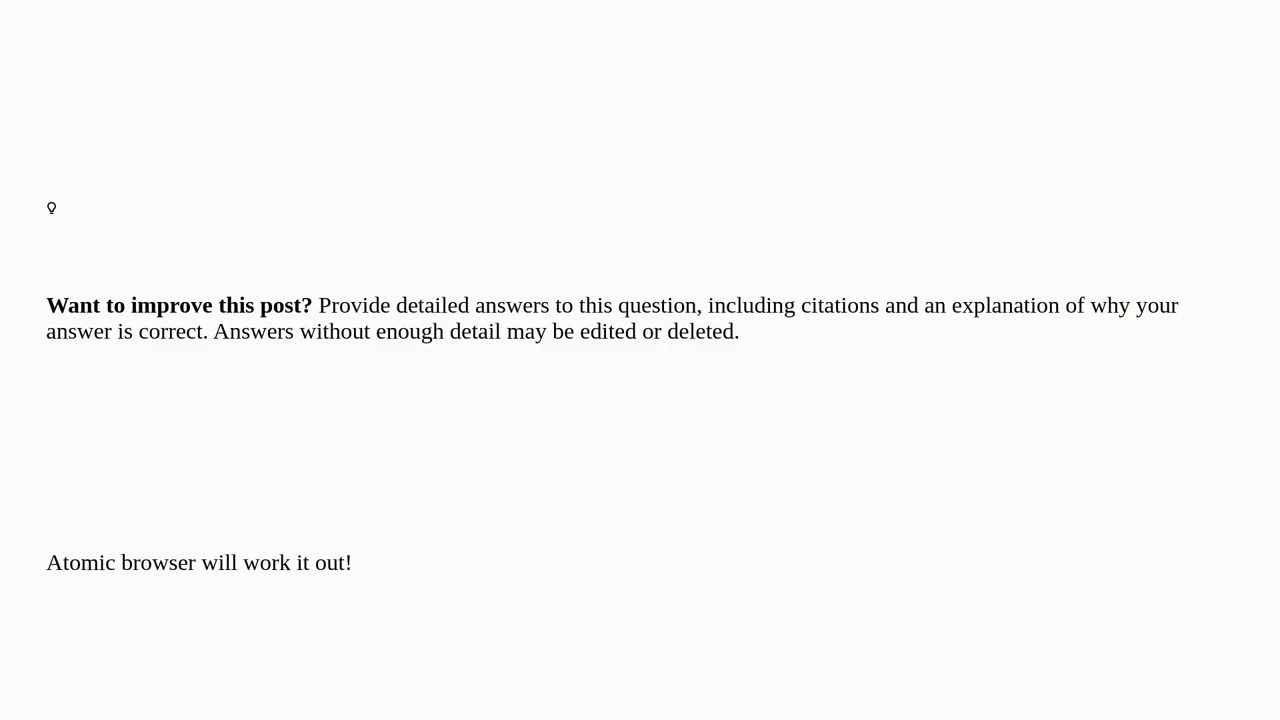 Want to improve this post? Provide detailed answers to this question, including citations and an explanation of why your
answer is correct. Answers without enough detail may be edited or deleted.
Atomic browser will work it out!